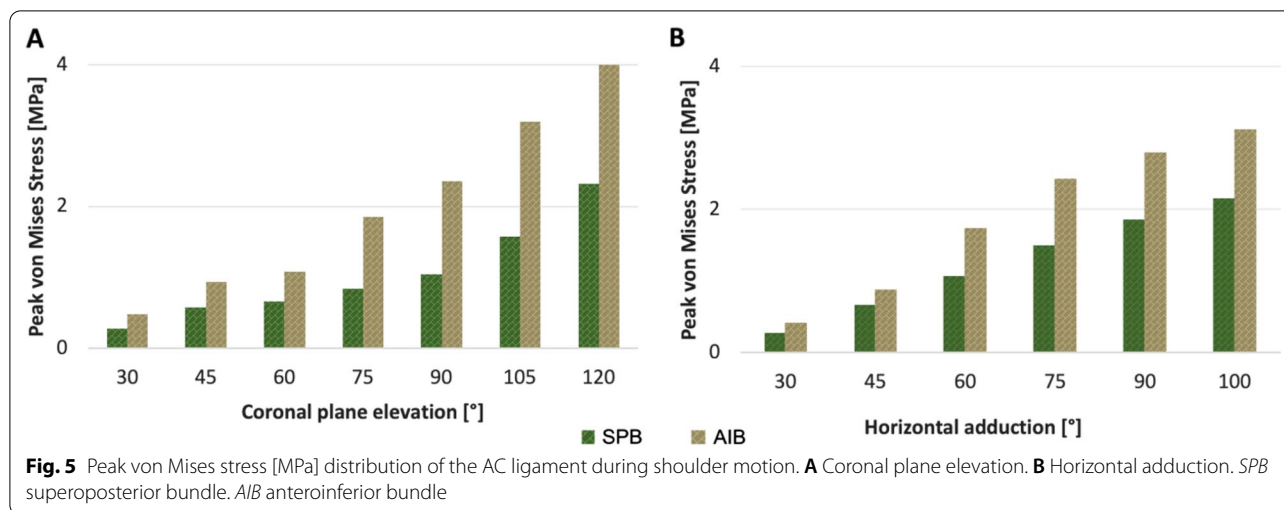 A
Peak von Mises Stress [MPa]
4
2
0
30 45 60 75 90 105 120
Coronal plane elevation [°]
B
Peak von Mises Stress [MPa]
4
2
0
30 45 60 75 90 100
Horizontal adduction [°]
SPB AIB
Fig. 5 Peak von Mises stress [MPa] distribution of the AC ligament during shoulder motion. A Coronal plane elevation. B Horizontal adduction. SPB
superoposterior bundle. AIB anteroinferior bundle